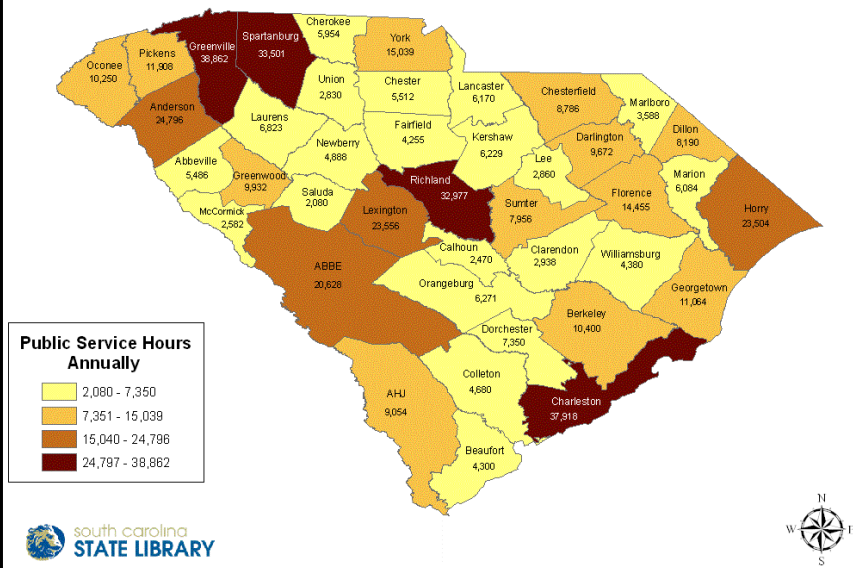 Cherokee
5,954
Spartanburg
33,501
Greenville
38,862
York
15,039
Pickens
11,908
Oconee
10,250
Union
2,830
Chester
5,512
Lancaster
6,170
Chesterfield
8,786
Marlboro
3,588
Anderson
24,796
Laurens
6,823
Fairfield
4,255
Kershaw
6,229
Darlington
9,672
Dillon
8,190
Newberry
4,888
Lee
2,860
Abbeville
5,486
Greenwood
9,932
Richland
32,977
Marion
6,084
Saluda
2,080
Florence
14,455
Sumter
7,956
McCormick
2,582
Lexington
23,556
Horry
23,504
Calhoun
2,470
Clarendon
2,938
Williamsburg
4,380
ABBE
20,628
Orangeburg
6,271
Georgetown
11,064
Berkeley
10,400
Dorchester
7,350
Colleton
4,680
AHJ
9,054
Charleston
37,918
Beaufort
4,300
Public Service Hours
Annually
2,080 - 7,350
7,351 - 15,039
15,040 - 24,796
24,797 - 38,862
south carolina
STATE LIBRARY
N
W
E
S